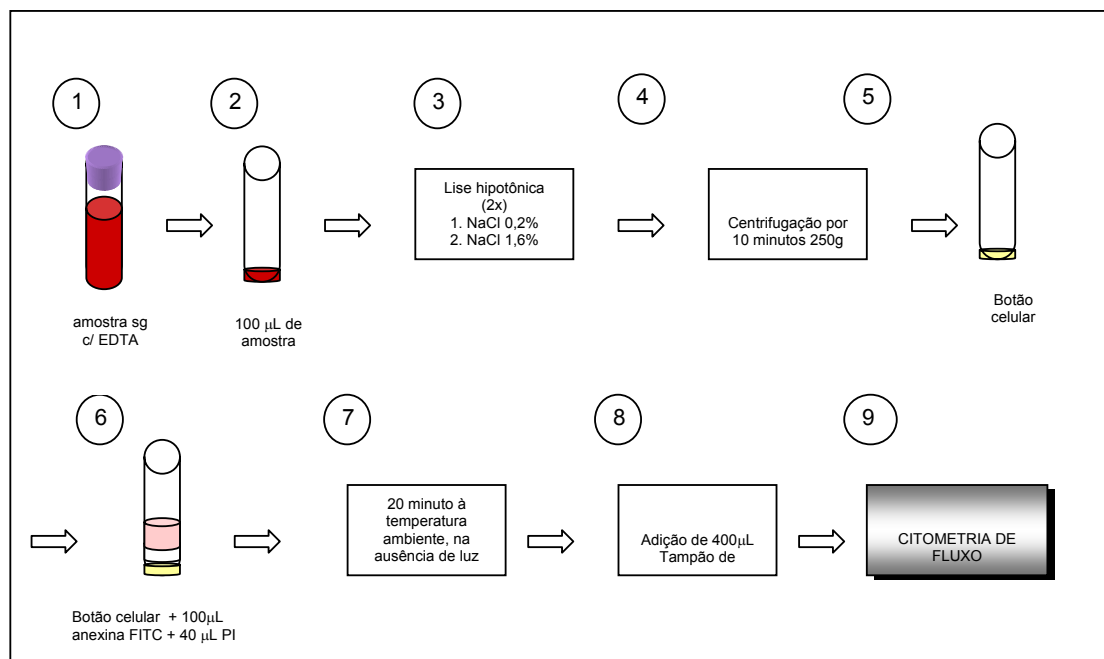 1
2
3
4
5
amostra sg
c/ EDTA
100 μL de
amostra
Lise hipotônica
(2x)
1. NaCl 0,2%
2. NaCl 1,6%
Centrifugação por
10 minutos 250g
Botão
celular
6
7
8
9
Botão celular + 100μL
anexina FITC + 40 μL PI
20 minuto à
temperatura
ambiente, na
ausência de luz
Adição de 400μL
Tampão de
CITOMETRIA DE
FLUXO